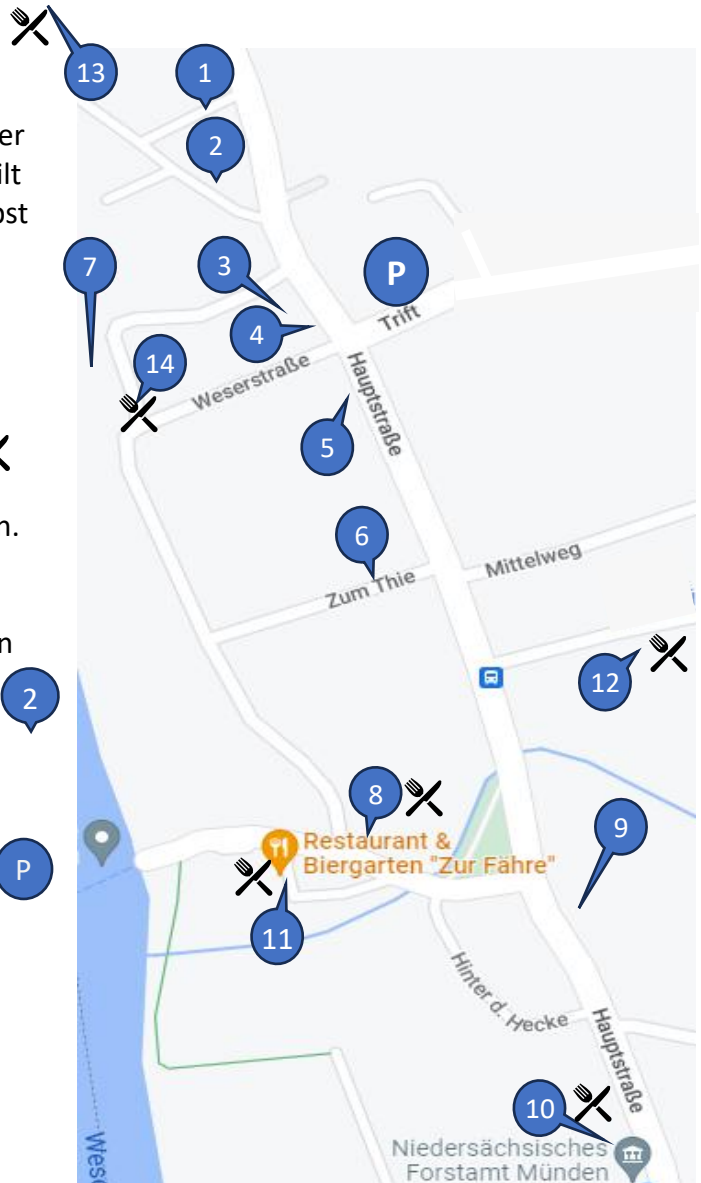 13
1
er
2
ilt
ost
7
3
P
4
Trift
14
Weserstraße
Hauptstraße
5
n.
6
Mittelweg
Zum Thie
n
12
2
8
9
Restaurant &
Biergarten "Zur Fähre"
P
11
Hinter d. Hecke
Hauptstraße
10
Niedersächsisches
Forstamt Münden
Wese